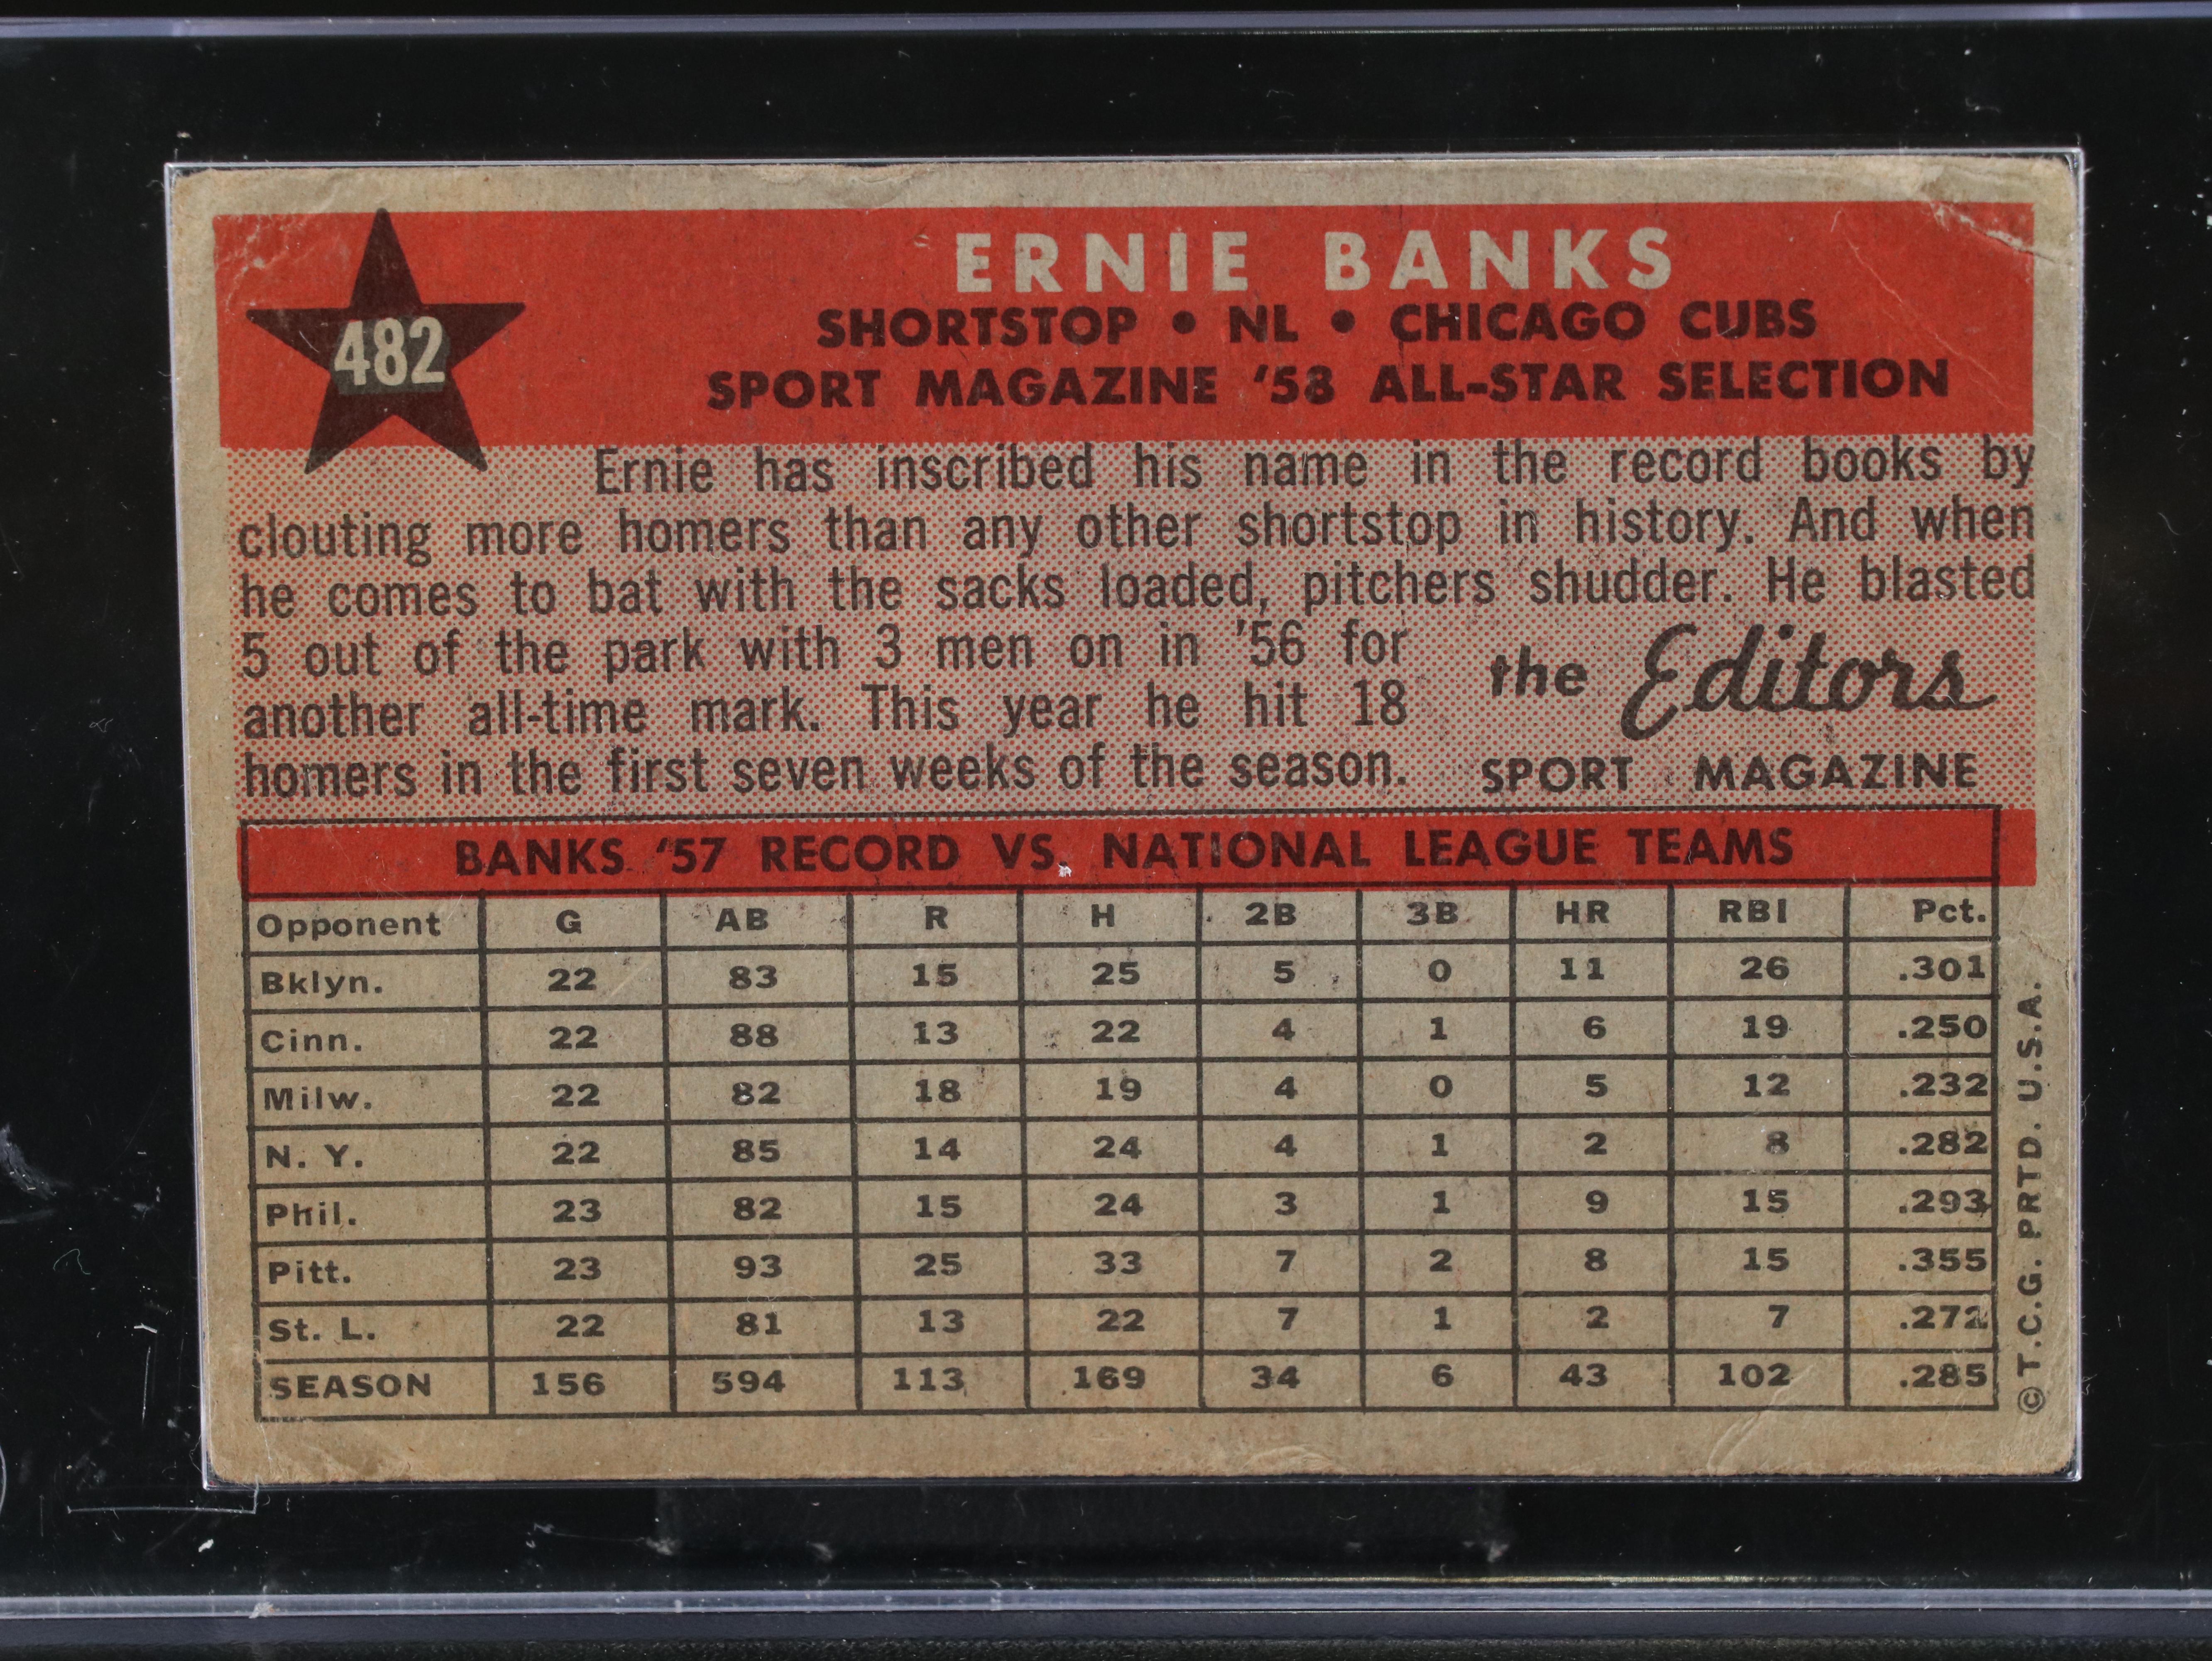 482
ERNIE BANKS
SHORTSTOP • NL • CHICAGO CUBS
SPORT MAGAZINE '58 ALL-STAR SELECTION
Ernie has inscribed his name in the record books by
clouting more homers than any other shortstop in history. And when
he comes to bat with the sacks loaded, pitchers shudder. He blasted
5 out of the park with 3 men on in '56 for
another all-time mark. This year he hit 18
homers in the first seven weeks of the season.
the Editors
SPORT MAGAZINE
BANKS '57 RECORD VS. NATIONAL LEAGUE TEAMS
Opponent G AB R H 2B 3B HR RBI Pct.
Bklyn. 22 83 15 25 5 0 11 26 .301
Cinn. 22 88 13 22 4 1 6 19 .250
Milw. 22 82 18 19 4 0 5 12 .232
N. Y. 22 85 14 24 4 1 2 8 .282
Phil. 23 82 15 24 3 1 9 15 .293
Pitt. 23 93 25 33 7 2 8 15 .355
St. L. 22 81 13 22 7 1 2 7 .272
SEASON 156 594 113 169 34 6 43 102 .285
© T.C.G. PRTD. U.S.A.